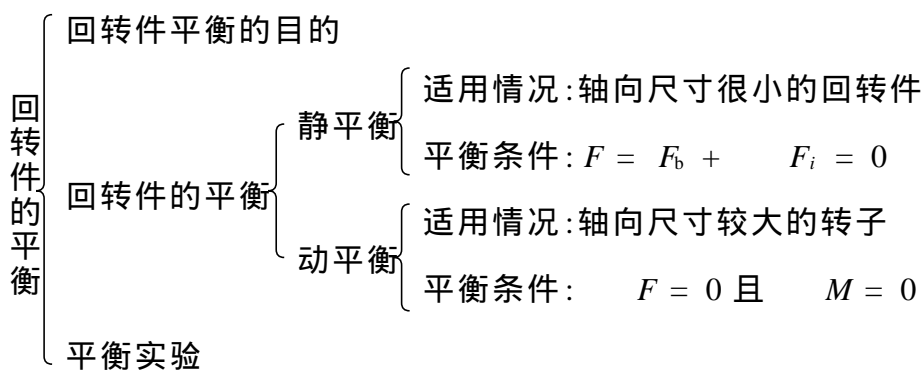 回转件的平衡
回转件平衡的目的
回转件的平衡
静平衡
适用情况:轴向尺寸很小的回转件
平衡条件: F = F_b + F_i = 0
动平衡
适用情况:轴向尺寸较大的转子
平衡条件: F = 0 且 M = 0
平衡实验